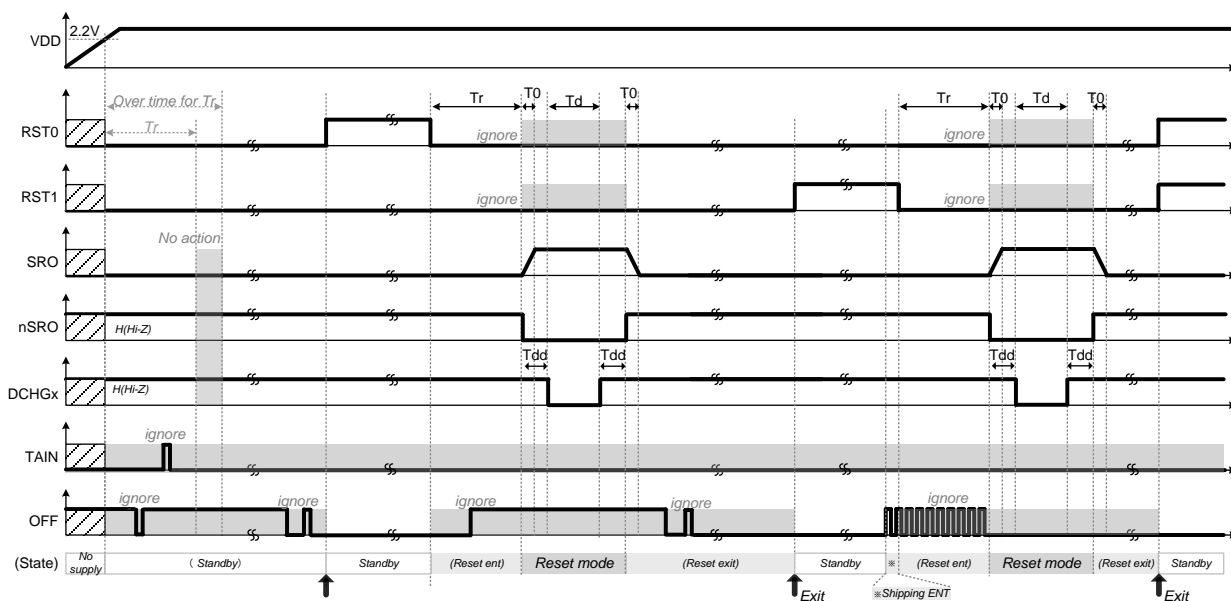 VDD
2.2V
Over time for Tr
Tr
Tr
T0
Td
T0
Tr
T0
Td
T0
RST0
ignore
ignore
RST1
ignore
ignore
No action
SRO
nSRO
H(Hi-Z)
Tdd
Tdd
Tdd
Tdd
DCHGx
H(Hi-Z)
ignore
TAIN
ignore
ignore
ignore
ignore
ignore
OFF
(State)
No supply
( Standby)
Standby
(Reset ent)
Reset mode
(Reset exit)
Standby
※
(Reset ent)
Reset mode
(Reset exit)
Standby
Exit
※Shipping ENT
Exit